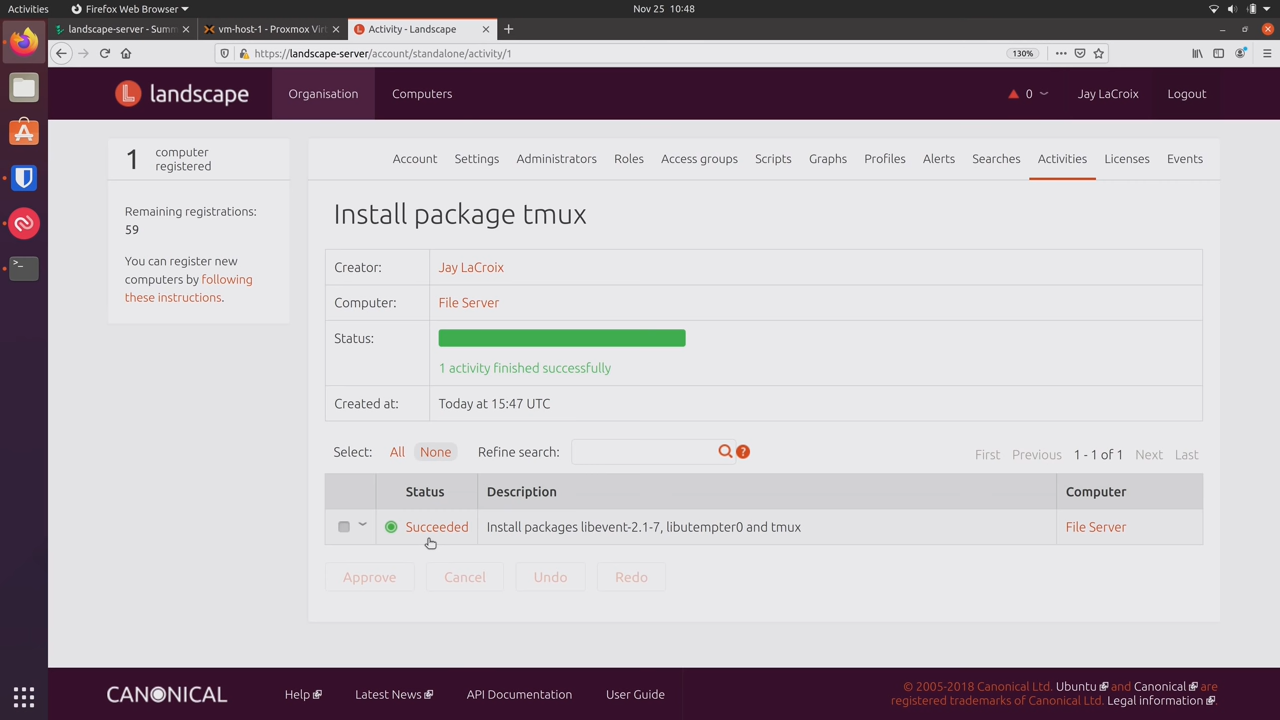 Activities
Firefox Web Browser
Nov 25 10:48
landscape-server - Summ
vm-host-1 - Proxmox Virt
Activity - Landscape
https://landscape-server/account/standalone/activity/1
130%
landscape
Organisation
Computers
0
Jay LaCroix
Logout
1
computer
registered
Remaining registrations:
59
You can register new
computers by following
these instructions.
Account
Settings
Administrators
Roles
Access groups
Scripts
Graphs
Profiles
Alerts
Searches
Activities
Licenses
Events
Install package tmux
Creator:
Jay LaCroix
Computer:
File Server
Status:
1 activity finished successfully
Created at:
Today at 15:47 UTC
Select:
All
None
Refine search:
?
First
Previous
1 - 1 of 1
Next
Last
Status
Description
Computer
Succeeded
Install packages libevent-2.1-7, libutempter0 and tmux
File Server
Approve
Cancel
Undo
Redo
CANONICAL
Help
Latest News
API Documentation
User Guide
© 2005-2018 Canonical Ltd. Ubuntu and Canonical are
registered trademarks of Canonical Ltd. Legal information.